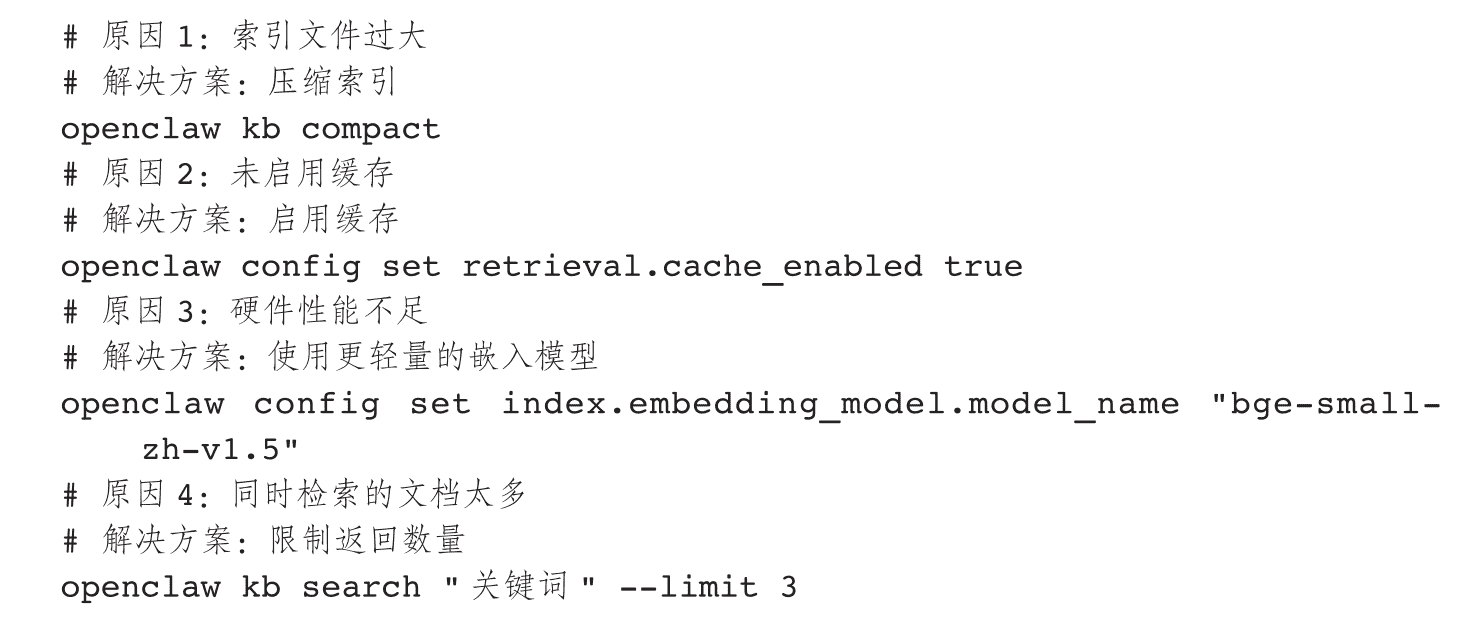 # 原因 1：索引文件过大
# 解决方案：压缩索引
openclaw kb compact
# 原因 2：未启用缓存
# 解决方案：启用缓存
openclaw config set retrieval.cache_enabled true
# 原因 3：硬件性能不足
# 解决方案：使用更轻量的嵌入模型
openclaw config set index.embedding_model.model_name "bge-small-
zh-v1.5"
# 原因 4：同时检索的文档太多
# 解决方案：限制返回数量
openclaw kb search "关键词" --limit 3